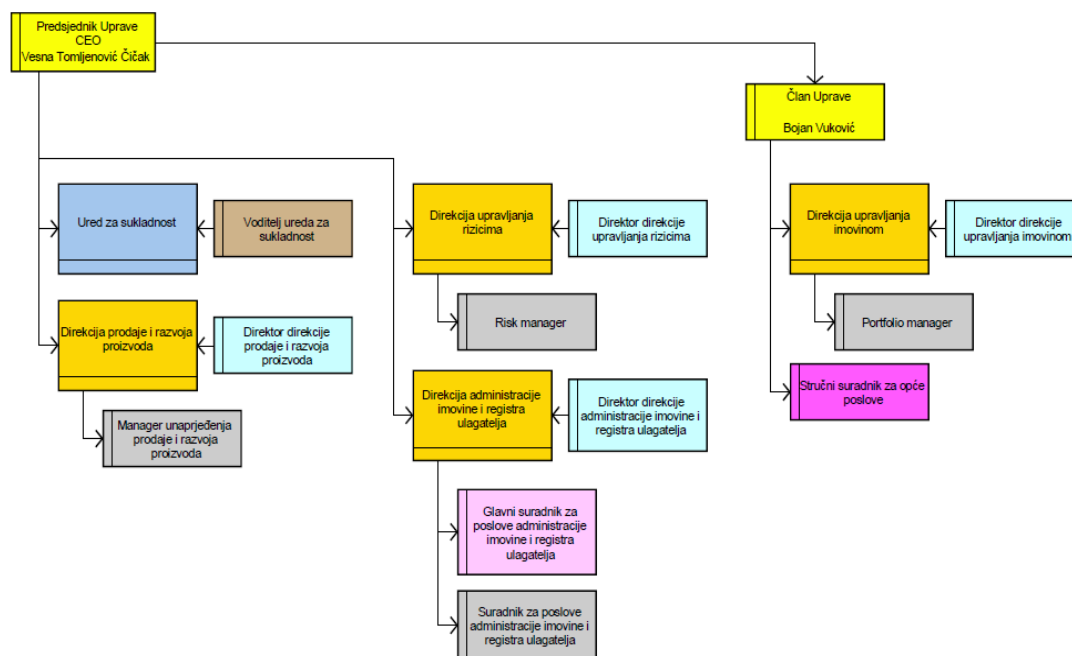 Predsjednik Uprave
CEO
Vesna Tomljenović Čičak
Član Uprave
Bojan Vuković
Ured za sukladnost
Voditelj ureda za
sukladnost
Direkcija upravljanja
rizicima
Direktor direkcije
upravljanja rizicima
Direkcija upravljanja
imovinom
Direktor direkcije
upravljanja imovinom
Risk manager
Portfolio manager
Direkcija prodaje i razvoja
proizvoda
Direktor direkcije
prodaje i razvoja
proizvoda
Direkcija administracije
imovine i registra
ulagatelja
Direktor direkcije
administracije imovine i
registra ulagatelja
Stručni suradnik za opće
poslove
Manager unaprjeđenja
prodaje i razvoja
proizvoda
Glavni suradnik za
poslove administracije
imovine i registra
ulagatelja
Suradnik za poslove
administracije imovine i
registra ulagatelja